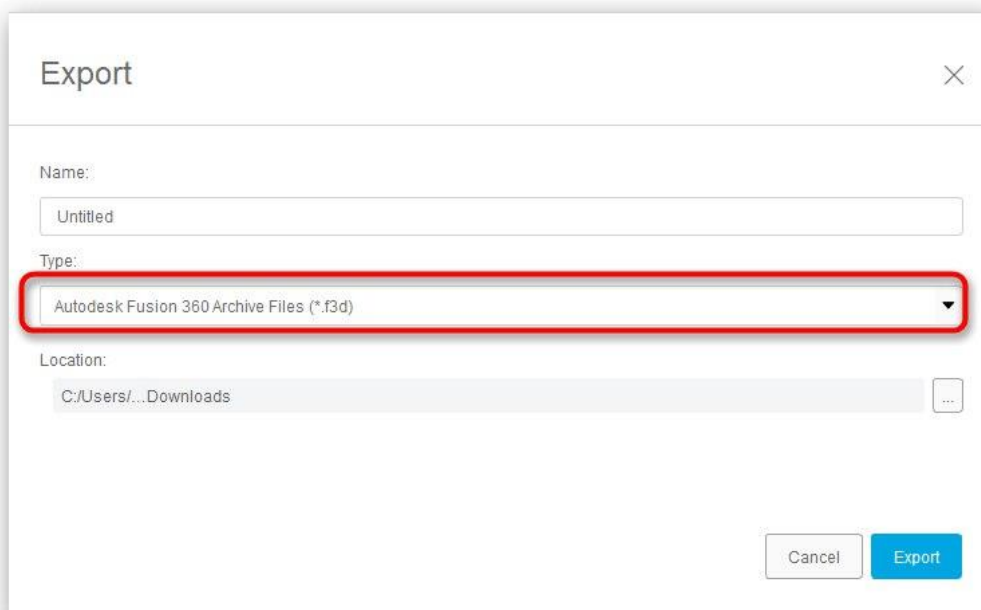 Export
Name:
Untitled
Type:
Autodesk Fusion 360 Archive Files (*.f3d)
Location:
C:/Users/...Downloads
...
Cancel
Export